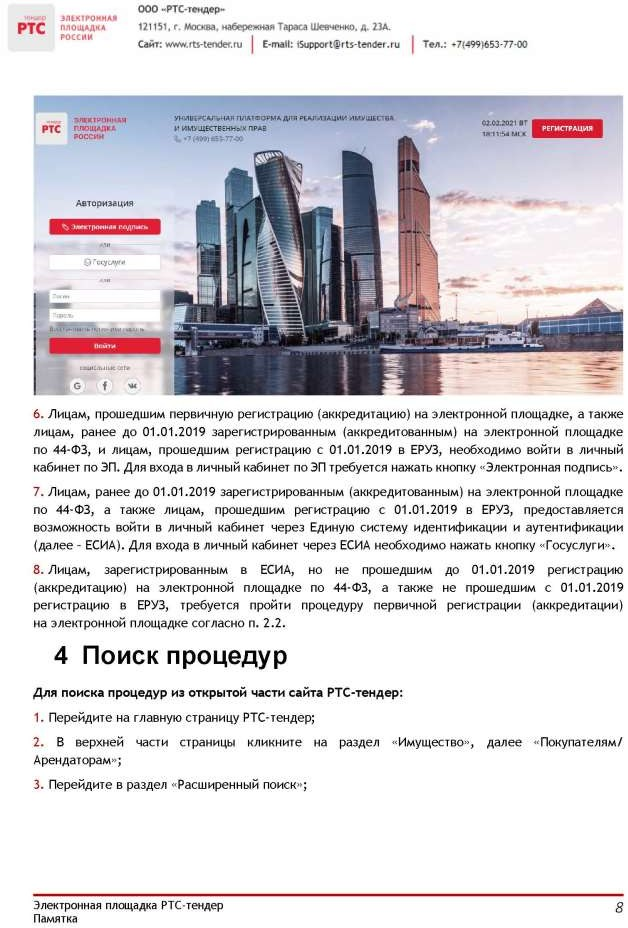 ООО «РТС-тендер»
тендер
РТС
ЭЛЕКТРОННАЯ
ПЛОЩАДКА
РОССИИ
121151, г. Москва, набережная Тараса Шевченко, д. 23А.
Сайт: www.rts-tender.ru | E-mail: iSupport@rts-tender.ru | Тел.: +7(499)653-77-00
тендер
РТС
ЭЛЕКТРОННАЯ
ПЛОЩАДКА
РОССИИ
УНИВЕРСАЛЬНАЯ ПЛАТФОРМА ДЛЯ РЕАЛИЗАЦИИ ИМУЩЕСТВА
И ИМУЩЕСТВЕННЫХ ПРАВ
+7 (499) 653-77-00
02.02.2021 ВТ
18:11:54 МСК
РЕГИСТРАЦИЯ
Авторизация
Электронная подпись
или
Госуслуги
или
Логин
Пароль
Восстановить логин или пароль
Войти
социальные сети
G f vk
6. Лицам, прошедшим первичную регистрацию (аккредитацию) на электронной площадке, а также
лицам, ранее до 01.01.2019 зарегистрированным (аккредитованным) на электронной площадке
по 44-ФЗ, и лицам, прошедшим регистрацию с 01.01.2019 в ЕРУЗ, необходимо войти в личный
кабинет по ЭП. Для входа в личный кабинет по ЭП требуется нажать кнопку «Электронная подпись».
7. Лицам, ранее до 01.01.2019 зарегистрированным (аккредитованным) на электронной площадке
по 44-ФЗ, а также лицам, прошедшим регистрацию с 01.01.2019 в ЕРУЗ, предоставляется
возможность войти в личный кабинет через Единую систему идентификации и аутентификации
(далее – ЕСИА). Для входа в личный кабинет через ЕСИА необходимо нажать кнопку «Госуслуги».
8. Лицам, зарегистрированным в ЕСИА, но не прошедшим до 01.01.2019 регистрацию
(аккредитацию) на электронной площадке по 44-ФЗ, а также не прошедшим с 01.01.2019
регистрацию в ЕРУЗ, требуется пройти процедуру первичной регистрации (аккредитации)
на электронной площадке согласно п. 2.2.
4 Поиск процедур
Для поиска процедур из открытой части сайта РТС-тендер:
1. Перейдите на главную страницу РТС-тендер;
2. В верхней части страницы кликните на раздел «Имущество», далее «Покупателям/
Арендаторам»;
3. Перейдите в раздел «Расширенный поиск»;
Электронная площадка РТС-тендер
Памятка
8